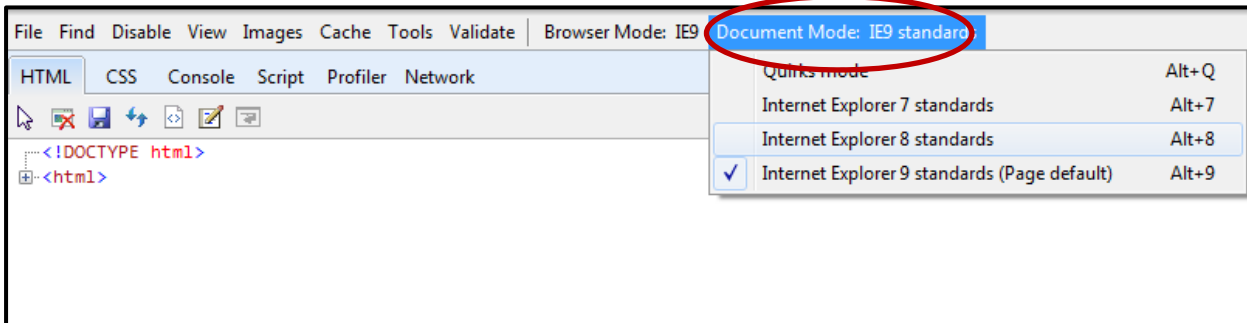 File Find Disable View Images Cache Tools Validate Browser Mode: IE9 Document Mode: IE9 standards
HTML CSS Console Script Profiler Network
Quirks mode Alt+Q
Internet Explorer 7 standards Alt+7
Internet Explorer 8 standards Alt+8
Internet Explorer 9 standards (Page default) Alt+9
<!DOCTYPE html>
<html>